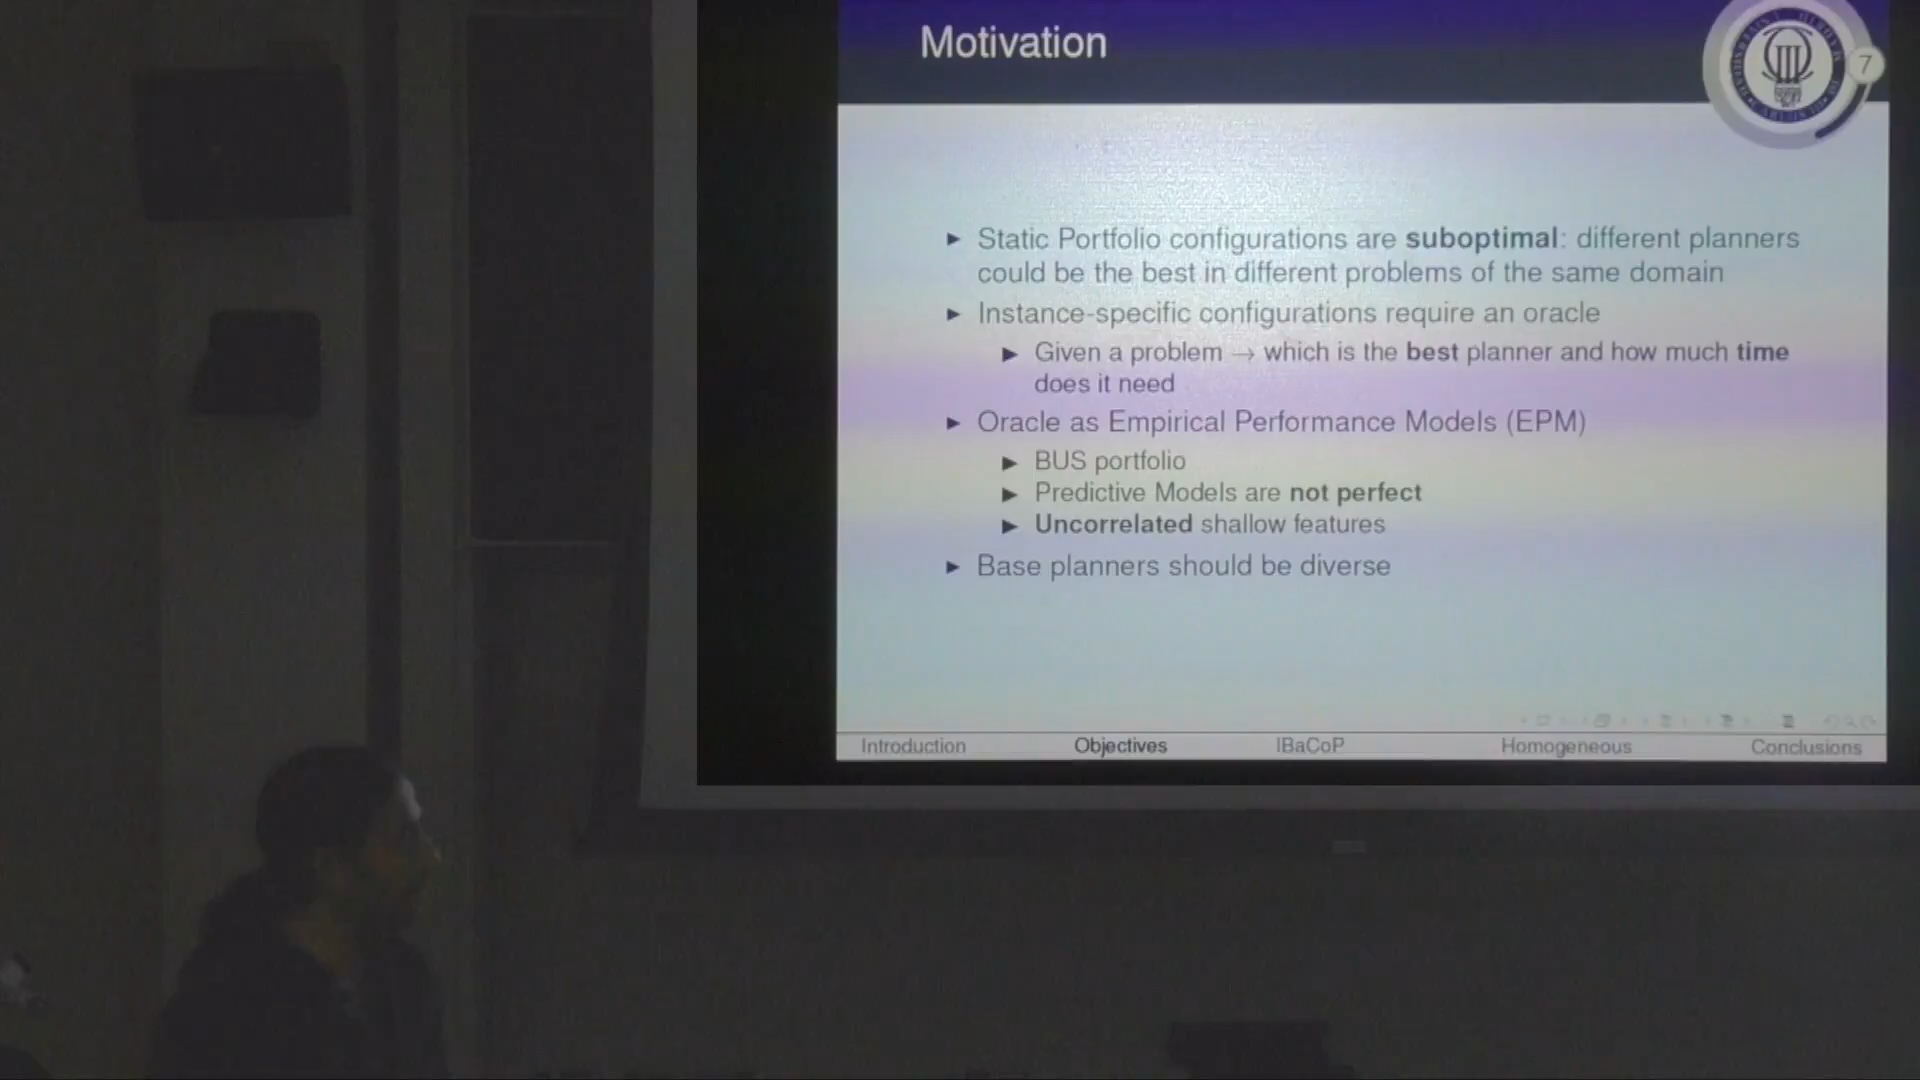 Motivation
7
► Static Portfolio configurations are suboptimal: different planners
could be the best in different problems of the same domain
► Instance-specific configurations require an oracle
► Given a problem → which is the best planner and how much time
does it need
► Oracle as Empirical Performance Models (EPM)
► BUS portfolio
► Predictive Models are not perfect
► Uncorrelated shallow features
► Base planners should be diverse
Introduction Objectives IBaCoP Homogeneous Conclusions